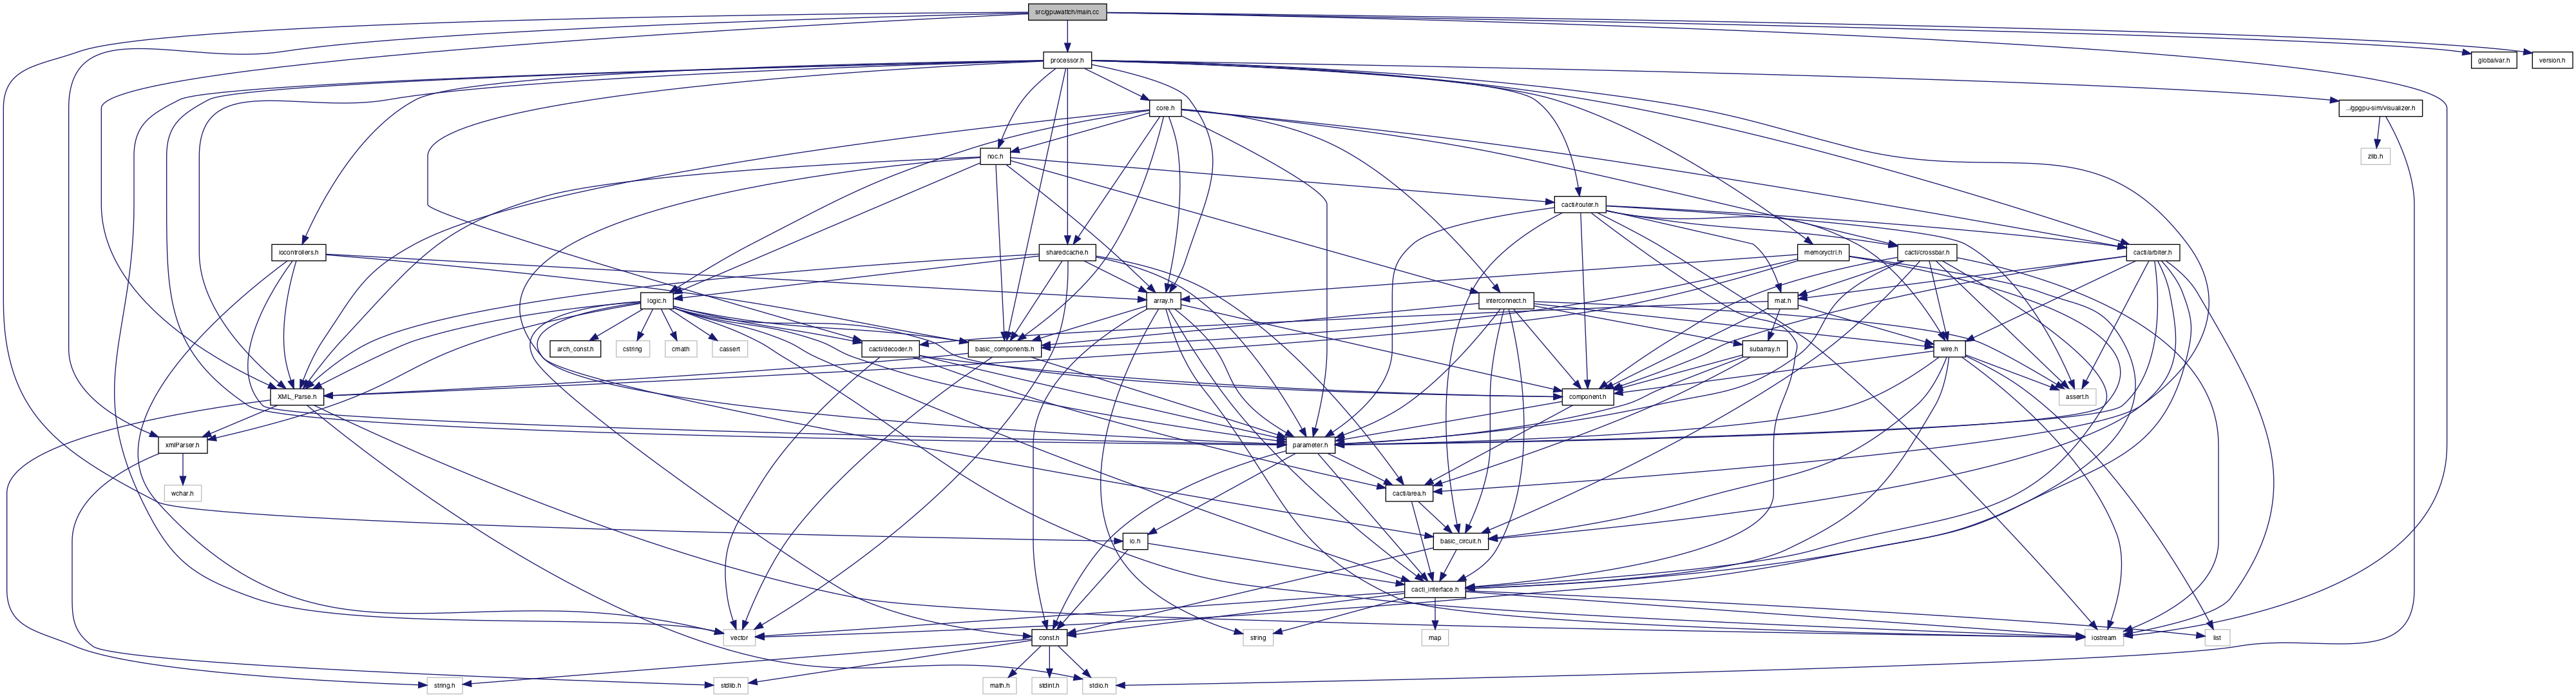 src/gpuwattch/main.cc
processor.h
globalvar.h
version.h
core.h
../gpgpu-sim/visualizer.h
noc.h
zlib.h
cacti/router.h
iocontrollers.h
sharedcache.h
memoryctrl.h
cacti/crossbar.h
cacti/arbiter.h
logic.h
array.h
interconnect.h
mat.h
arch_const.h
cstring
cmath
cassert
cacti/decoder.h
basic_components.h
subarray.h
wire.h
XML_Parse.h
component.h
assert.h
xmlParser.h
parameter.h
wchar.h
cacti/area.h
io.h
basic_circuit.h
cacti_interface.h
vector
const.h
string
map
iostream
list
string.h
stdlib.h
math.h
stdint.h
stdio.h